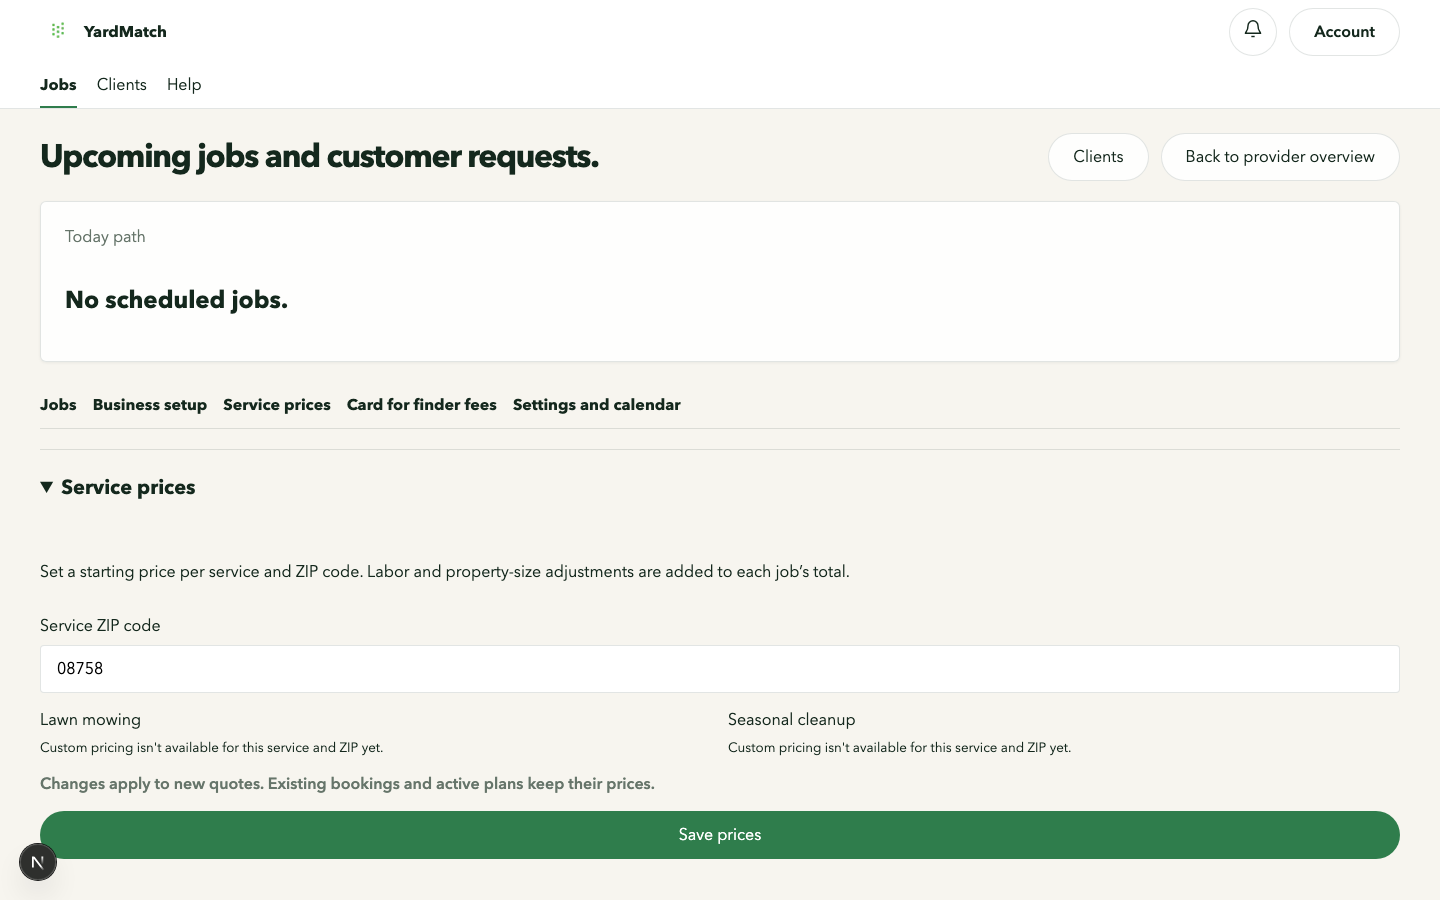 YardMatch
Account
Jobs Clients Help
Upcoming jobs and customer requests.
Clients
Back to provider overview
Today path
No scheduled jobs.
Jobs Business setup Service prices Card for finder fees Settings and calendar
▼ Service prices
Set a starting price per service and ZIP code. Labor and property-size adjustments are added to each job’s total.
Service ZIP code
08758
Lawn mowing
Custom pricing isn't available for this service and ZIP yet.
Seasonal cleanup
Custom pricing isn't available for this service and ZIP yet.
Changes apply to new quotes. Existing bookings and active plans keep their prices.
Save prices
N